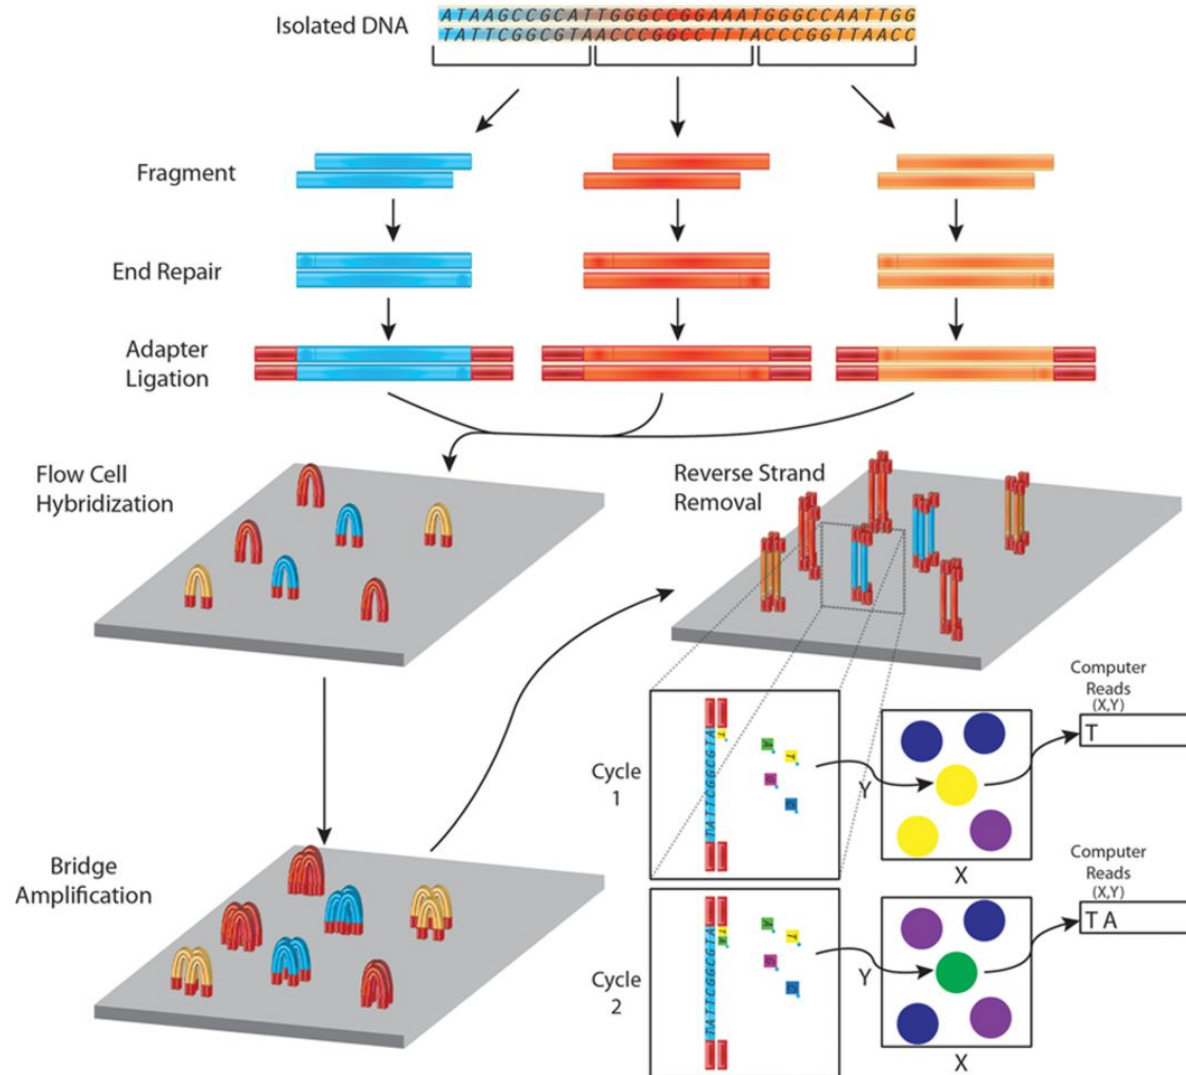 Isolated DNA
ATAAGCCGCATTGGGCCGGAAATGGGCCAATTGG
TATTCGGCGTAACCCGGCCTTTACCCGGTTAACC
Fragment
End Repair
Adapter
Ligation
Flow Cell
Hybridization
Reverse Strand
Removal
Bridge
Amplification
Cycle
1
TATTCGGCGTA
T
A
T
G
C
Y
X
Computer
Reads
(X,Y)
T
Cycle
2
TATTCGGCGTA
T
A
A
T
G
C
Y
X
Computer
Reads
(X,Y)
T A